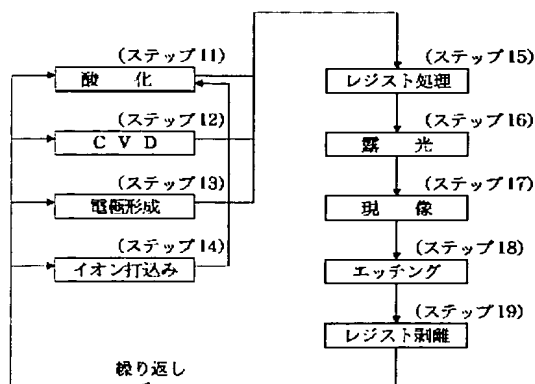 (ステップ11)
酸　化
(ステップ12)
C V D
(ステップ13)
電極形成
(ステップ14)
イオン打込み
(ステップ15)
レジスト処理
(ステップ16)
露　光
(ステップ17)
現　像
(ステップ18)
エッチング
(ステップ19)
レジスト剥離
繰り返し